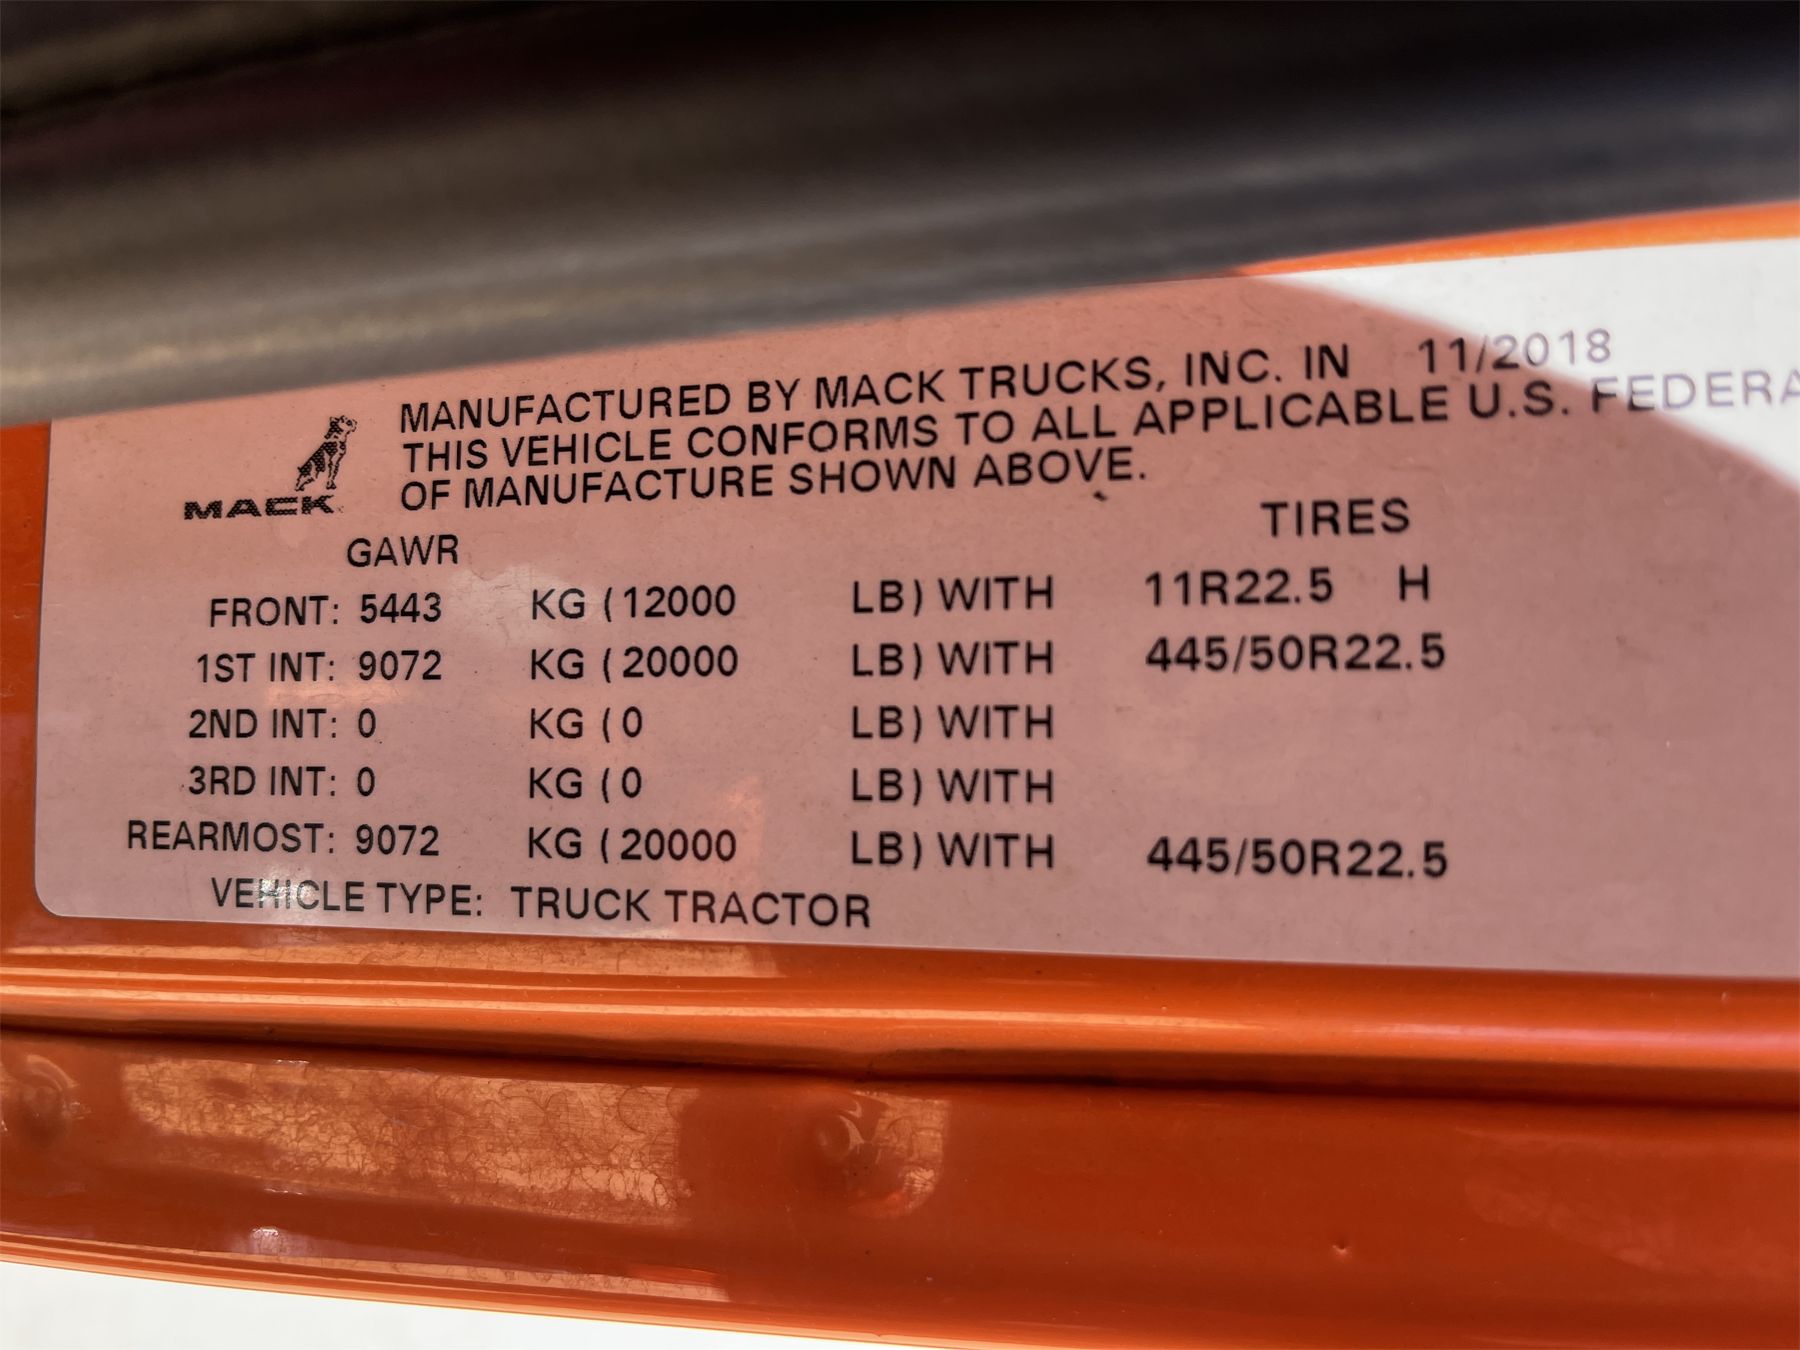 MANUFACTURED BY MACK TRUCKS, INC. IN 11/2018
THIS VEHICLE CONFORMS TO ALL APPLICABLE U.S. FEDERA
OF MANUFACTURE SHOWN ABOVE.
MACK
GAWR TIRES
FRONT: 5443 KG (12000 LB) WITH 11R22.5 H
1ST INT: 9072 KG (20000 LB) WITH 445/50R22.5
2ND INT: 0 KG (0 LB) WITH
3RD INT: 0 KG (0 LB) WITH
REARMOST: 9072 KG (20000 LB) WITH 445/50R22.5
VEHICLE TYPE: TRUCK TRACTOR